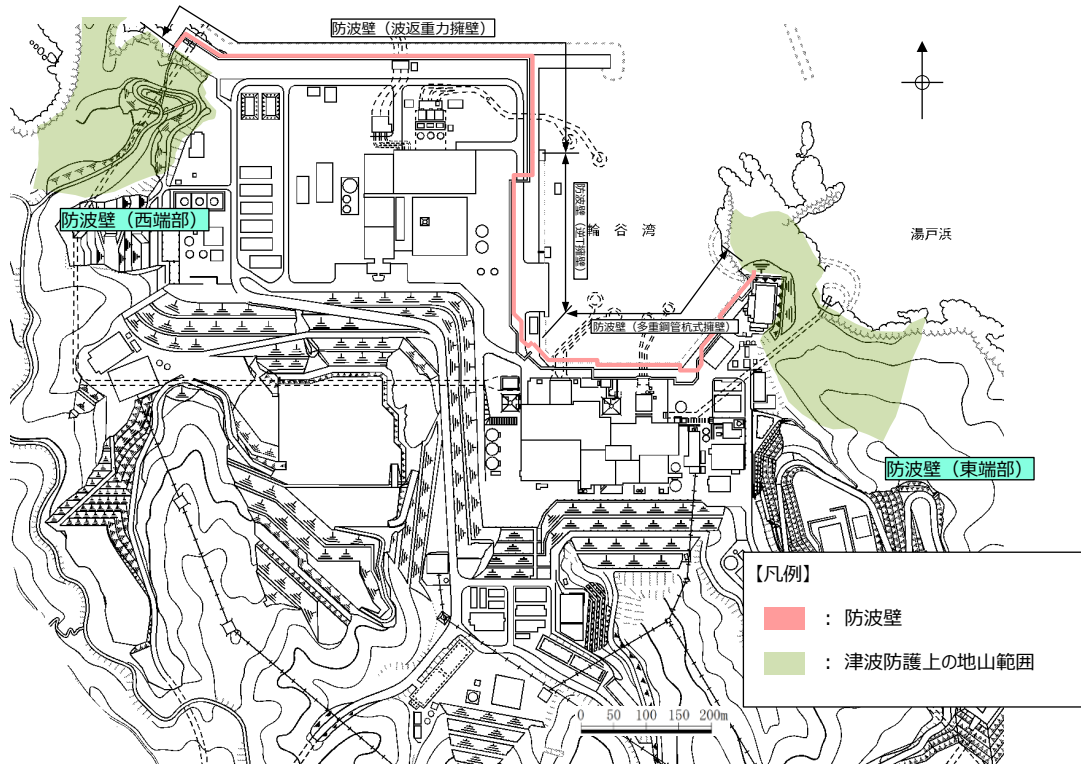 防波壁（波返重力擁壁）
防波壁（西端部）
防波壁（逆T擁壁）
輪谷湾
湯戸浜
防波壁（多重鋼管杭式擁壁）
防波壁（東端部）
【凡例】
：防波壁
：津波防護上の地山範囲
0 50 100 150 200m